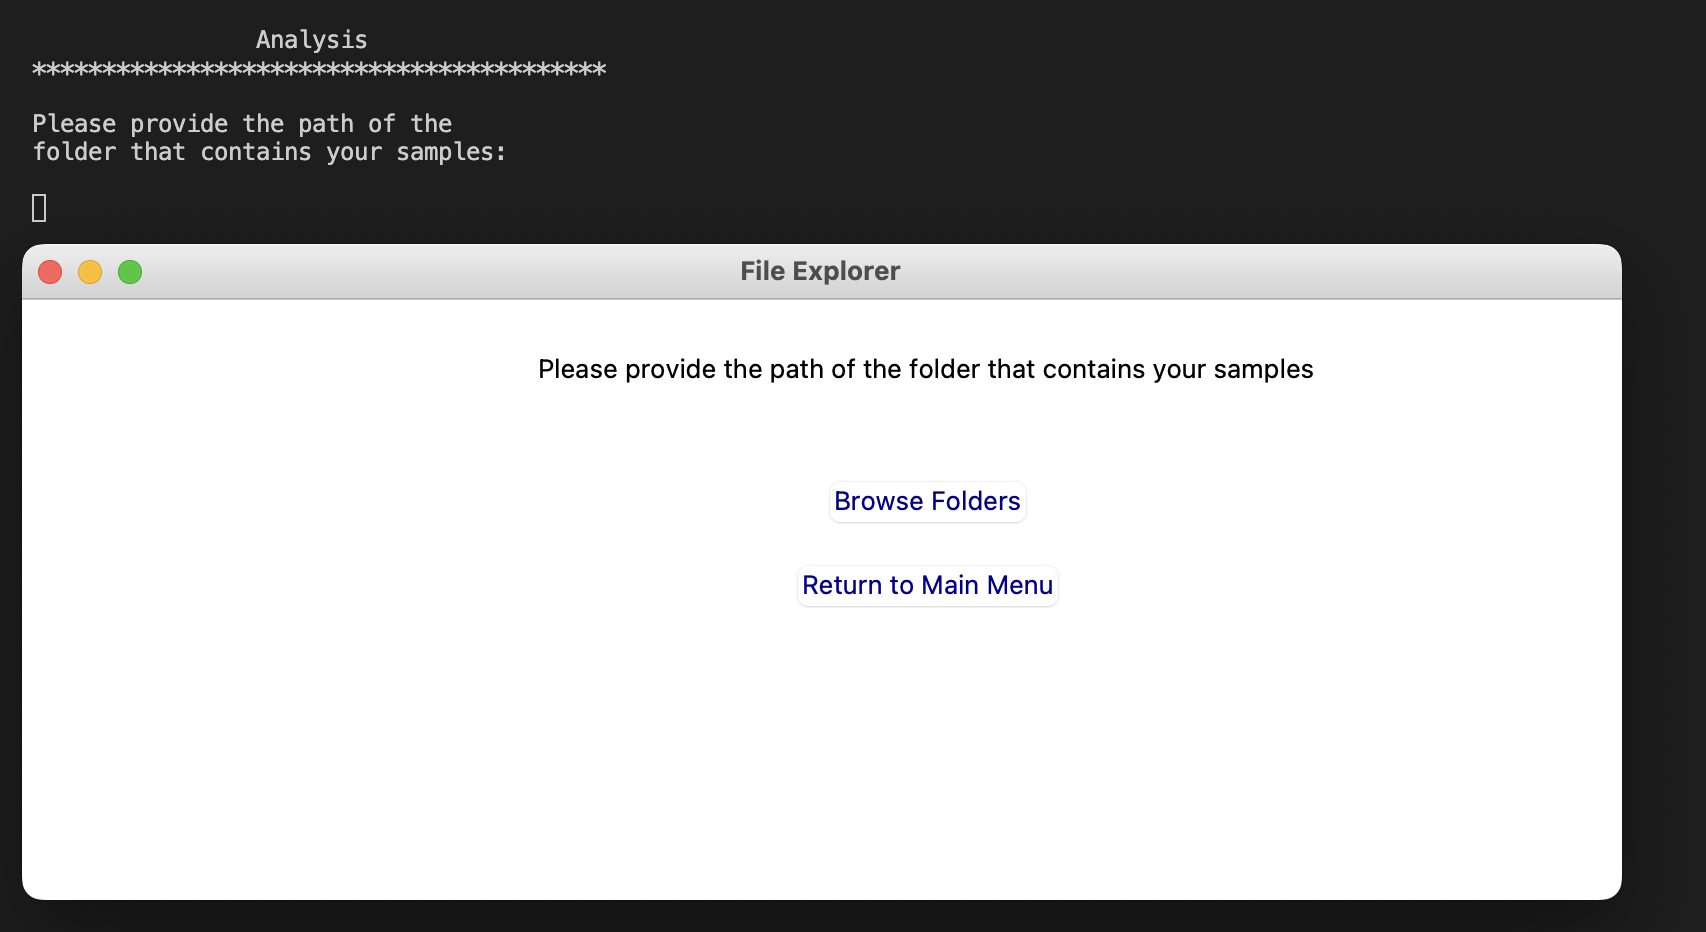 Analysis
*****************************************
Please provide the path of the
folder that contains your samples:
File Explorer
Please provide the path of the folder that contains your samples
Browse Folders
Return to Main Menu